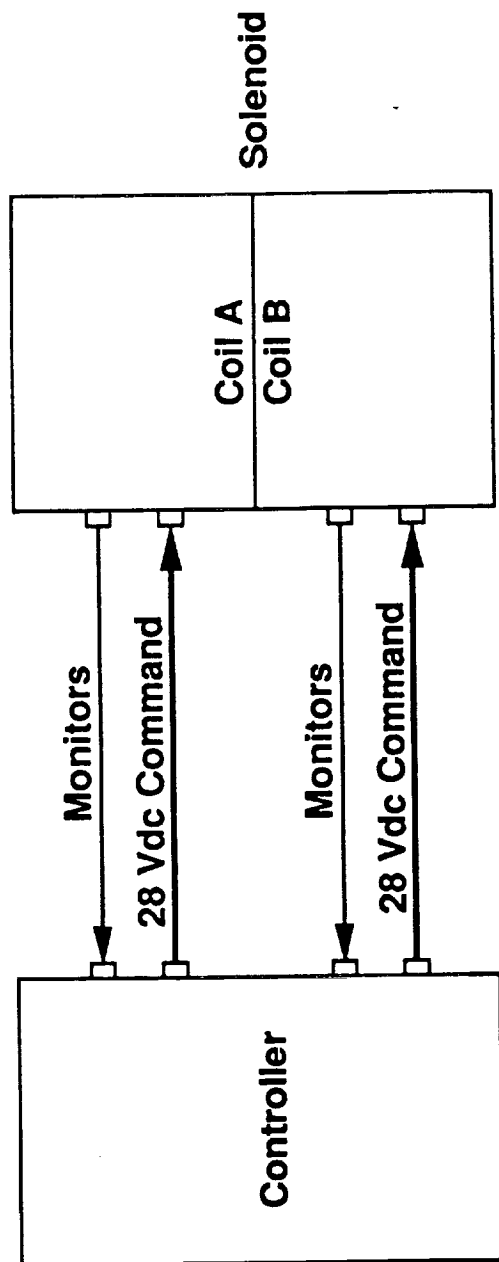 Controller
Monitors
28 Vdc Command
Monitors
28 Vdc Command
Coil A
Coil B
Solenoid